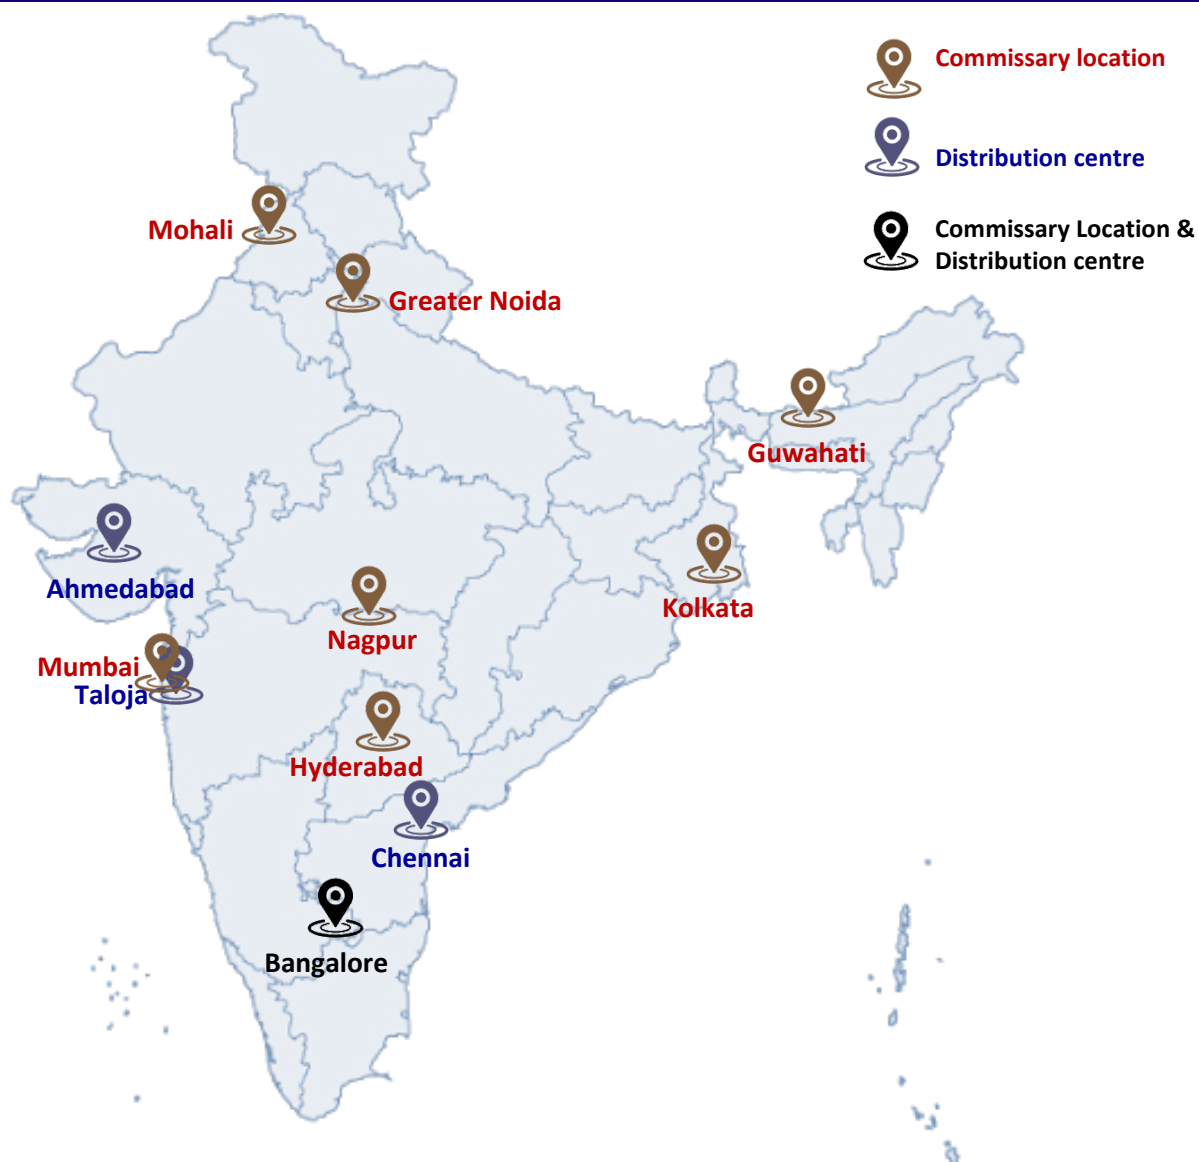 Commissary location
Distribution centre
Commissary Location &
Distribution centre
Mohali
Greater Noida
Guwahati
Ahmedabad
Kolkata
Nagpur
Mumbai
Taloja
Hyderabad
Chennai
Bangalore